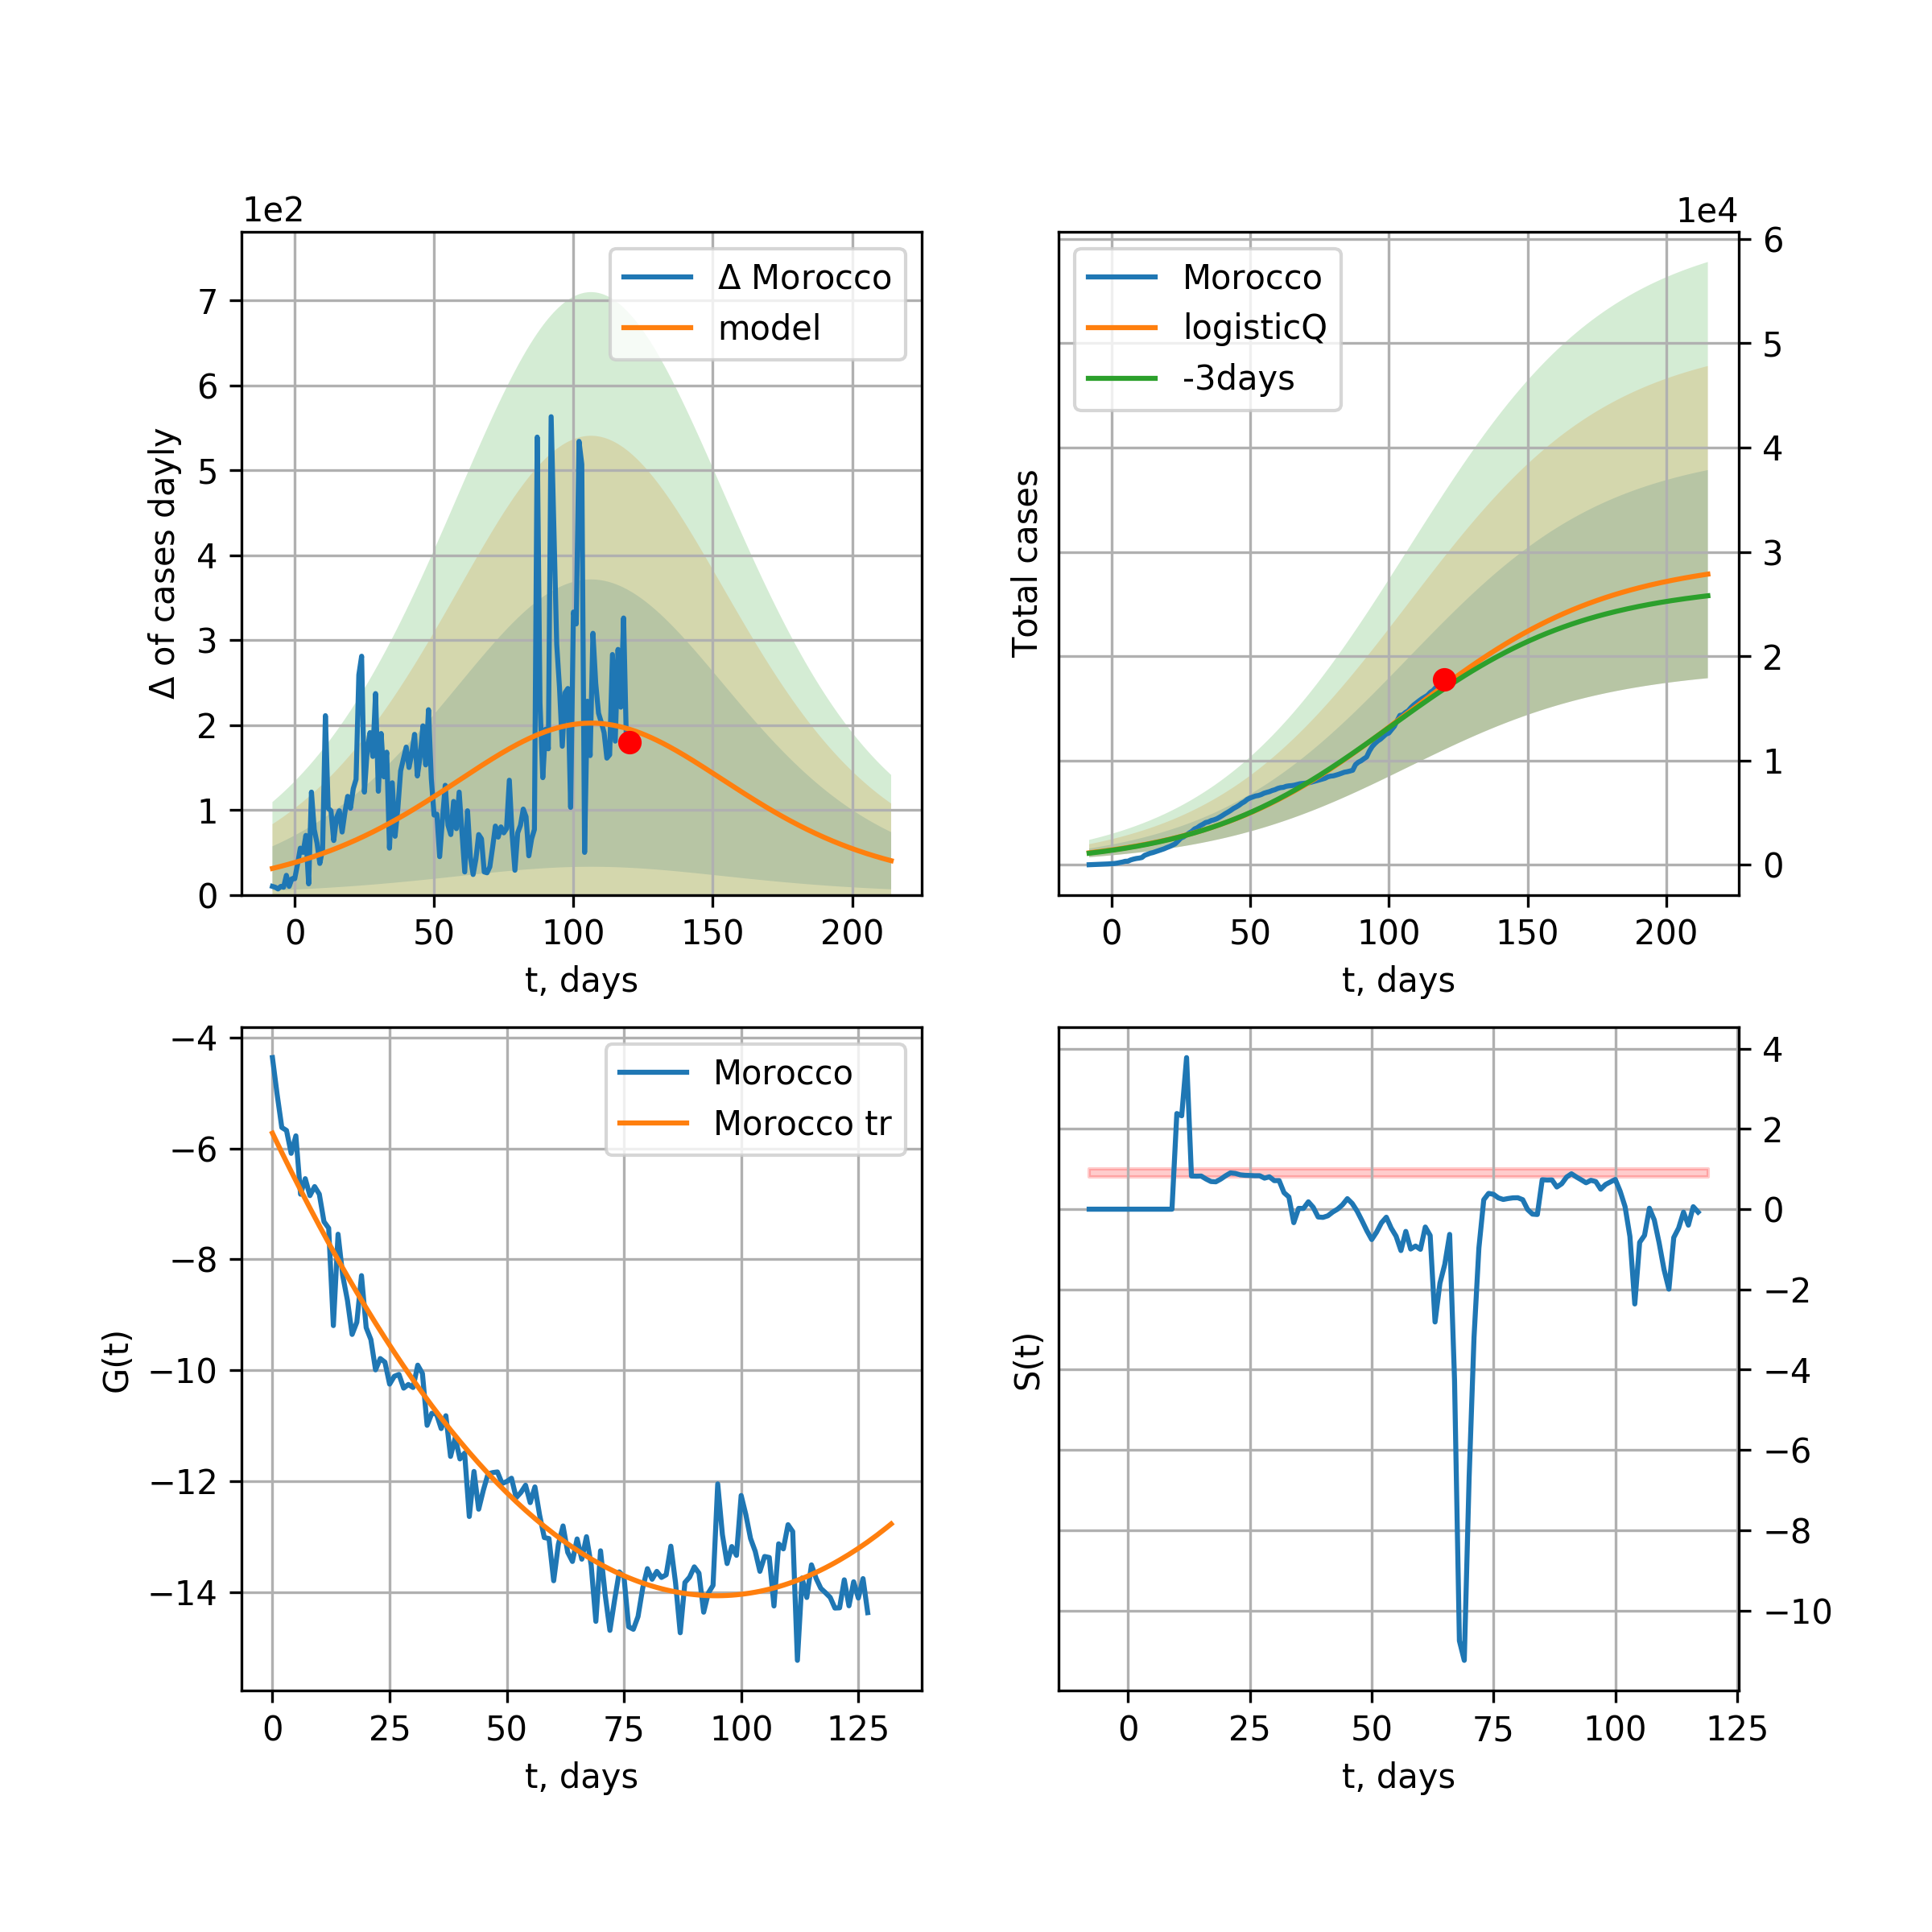 1e2
Δ of cases dayly
7
6
5
4
3
2
1
0
Δ Morocco
model
0 50 100 150 200
t, days
1e4
Total cases
Morocco
logisticQ
-3days
6
5
4
3
2
1
0
0 50 100 150 200
t, days
G(t)
−4
−6
−8
−10
−12
−14
Morocco
Morocco tr
0 25 50 75 100 125
t, days
S(t)
4
2
0
−2
−4
−6
−8
−10
0 25 50 75 100 125
t, days